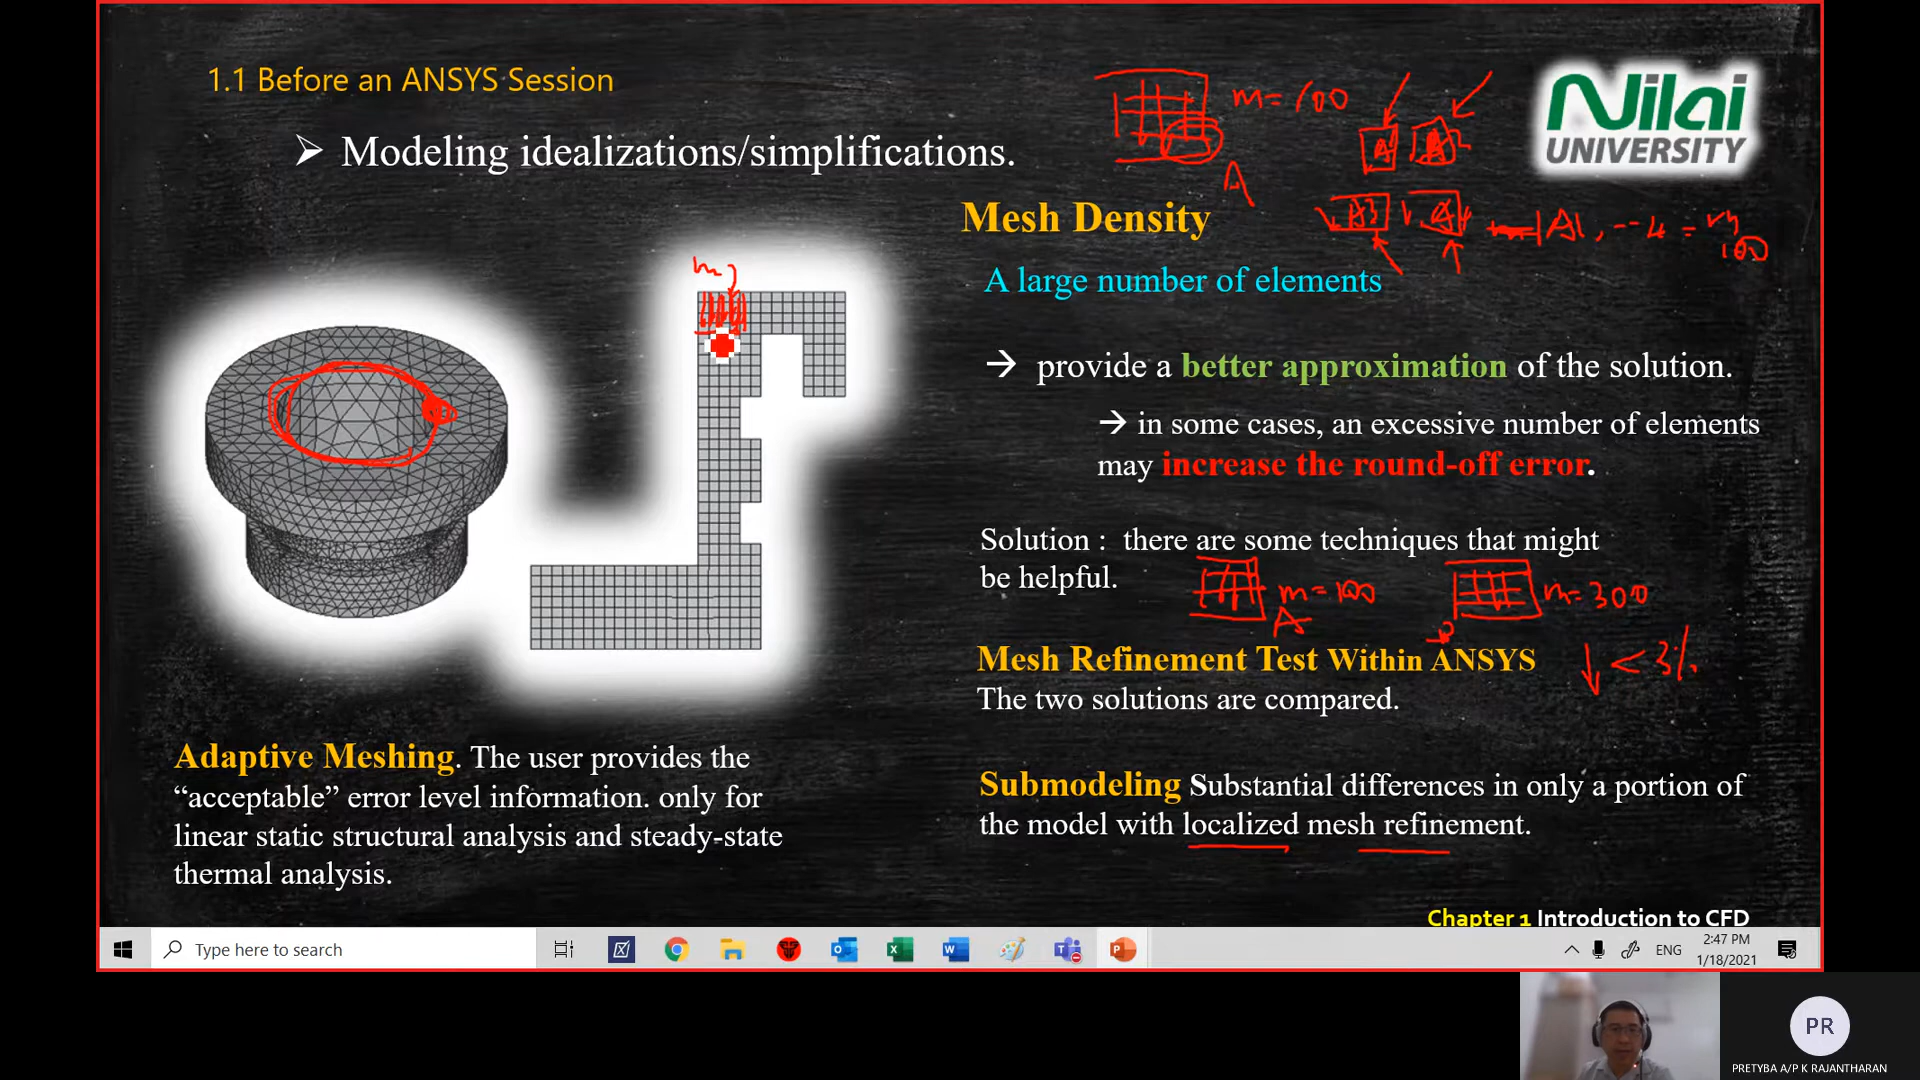 1.1 Before an ANSYS Session
➢ Modeling idealizations/simplifications.
m = 100
A
Nilai
UNIVERSITY
Mesh Density
A large number of elements
→ provide a better approximation of the solution.
→ in some cases, an excessive number of elements
may increase the round-off error.
Solution : there are some techniques that might
be helpful.
m = 100
A
m = 300
Mesh Refinement Test Within ANSYS
↓ < 3%
The two solutions are compared.
Submodeling Substantial differences in only a portion of
the model with localized mesh refinement.
Adaptive Meshing. The user provides the
“acceptable” error level information. only for
linear static structural analysis and steady-state
thermal analysis.
Chapter 1 Introduction to CFD
Type here to search
ENG
2:47 PM
1/18/2021
PR
PRETYBA A/P K RAJANTHARAN